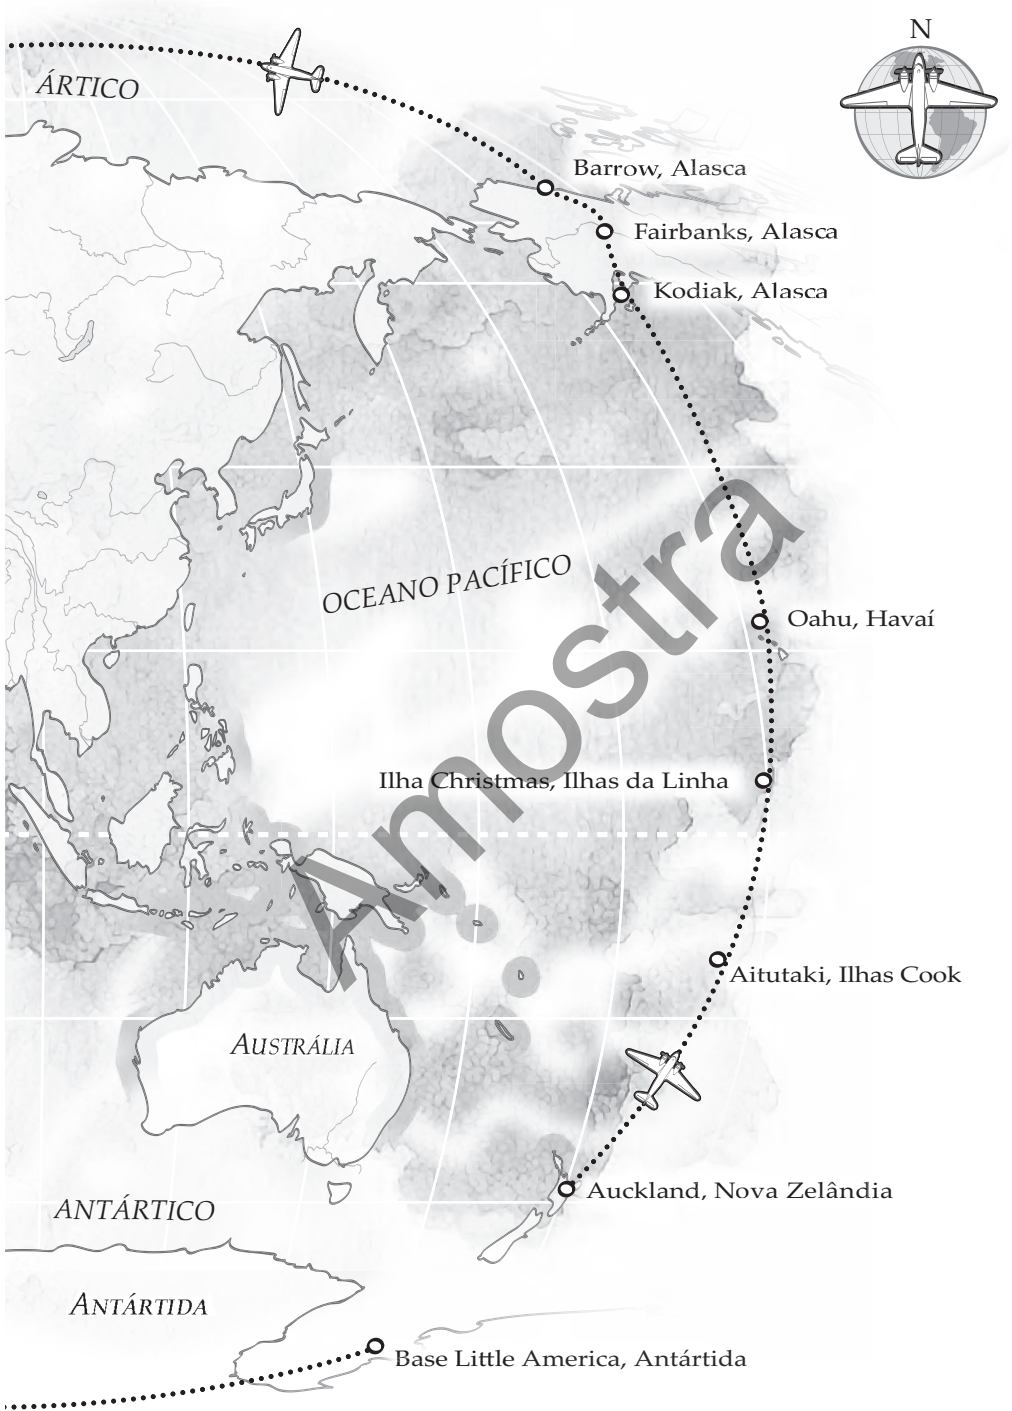 N
ÁRTICO
Barrow, Alasca
Fairbanks, Alasca
Kodiak, Alasca
OCEANO PACÍFICO
Oahu, Havaí
Ilha Christmas, Ilhas da Linha
Amostra
Aitutaki, Ilhas Cook
AUSTRÁLIA
Auckland, Nova Zelândia
ANTÁRTICO
ANTÁRTIDA
Base Little America, Antártida